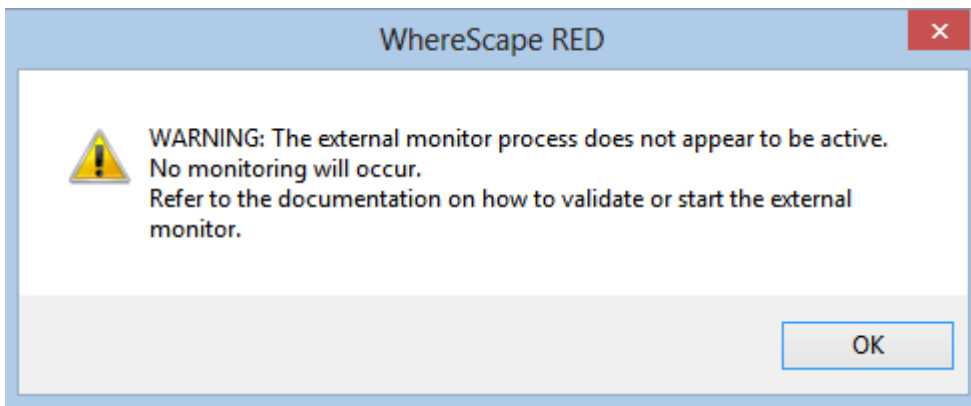 WhereScape RED
WARNING: The external monitor process does not appear to be active.
No monitoring will occur.
Refer to the documentation on how to validate or start the external
monitor.
OK